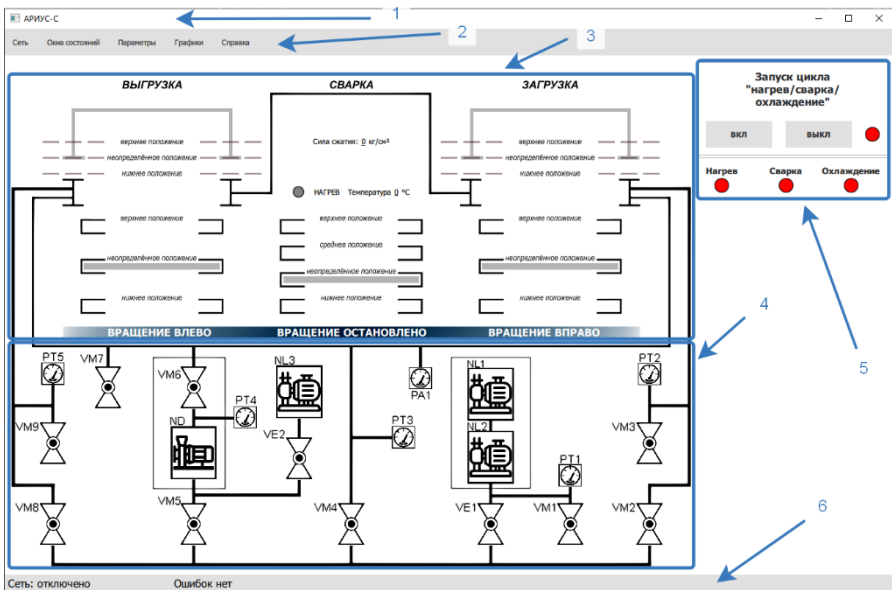 АРИУС-С
1
Сеть Окна состояний Параметры Графики Справка
2
3
ВЫГРУЗКА СВАРКА ЗАГРУЗКА
Запуск цикла
"нагрев/сварка/
охлаждение"
вкл выкл
верхнее положение Сила сжатия: 0 кг/см² верхнее положение
неопределённое положение неопределённое положение
нижнее положение нижнее положение
Нагрев Сварка Охлаждение
НАГРЕВ Температура 0 ºС
верхнее положение верхнее положение верхнее положение
среднее положение
неопределённое положение неопределённое положение
неопределённое положение
нижнее положение нижнее положение нижнее положение
4
ВРАЩЕНИЕ ВЛЕВО ВРАЩЕНИЕ ОСТАНОВЛЕНО ВРАЩЕНИЕ ВПРАВО
5
PT5 VM7 VM6 NL3 PA1 NL1 PT2
PT4
VM9 ND VE2 PT3 NL2 VM3
PT1
VM8 VM5 VM4 VE1 VM1 VM2
6
Сеть: отключено Ошибок нет